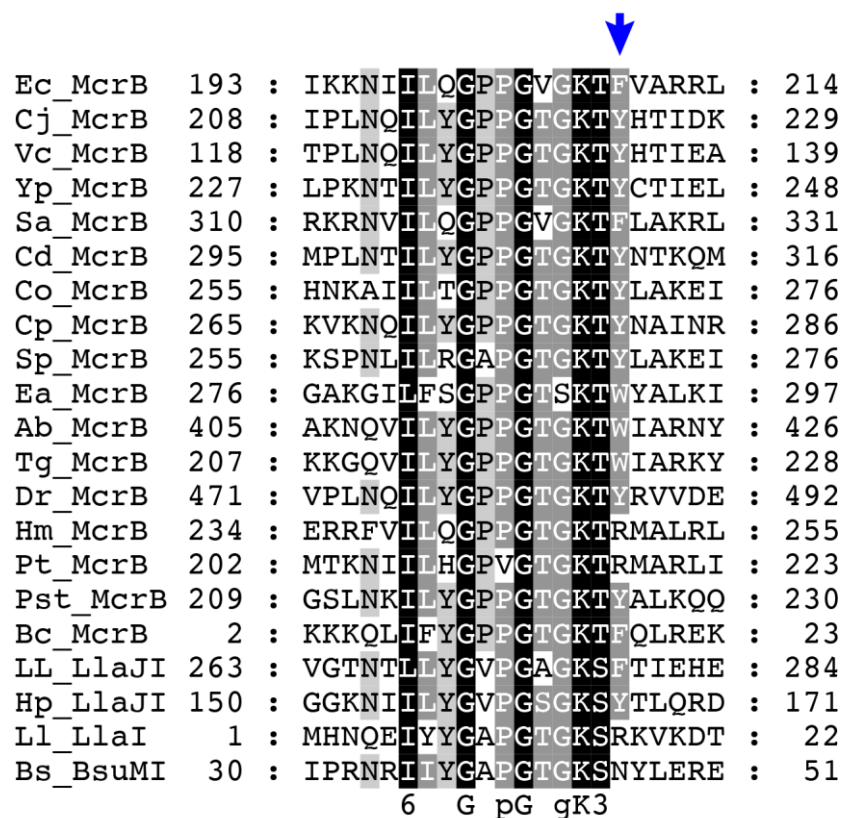 Ec_McrB 193 : IKKNIILQGPPGVGKTFVARRL : 214
Cj_McrB 208 : IPLNQILYGPPGTGKTYHTIDK : 229
Vc_McrB 118 : TPLNQILYGPPGTGKTYHTIEA : 139
Yp_McrB 227 : LPKNTILYGPPGTGKTYCTIEL : 248
Sa_McrB 310 : RKRNVILQGPPGVGKTFLAKRL : 331
Cd_McrB 295 : MPLNTILYGPPGTGKTYNTKQM : 316
Co_McrB 255 : HNKAIILTGPPGTGKTYLAKEI : 276
Cp_McrB 265 : KVKNQILYGPPGTGKTYNAINR : 286
Sp_McrB 255 : KSPNLILRGAPGTGKTYLAKEI : 276
Ea_McrB 276 : GAKGILFSGPPGTSKTWYALKI : 297
Ab_McrB 405 : AKNQVILYGPPGTGKTWIARNY : 426
Tg_McrB 207 : KKGQVILYGPPGTGKTWIARKY : 228
Dr_McrB 471 : VPLNQILYGPPGTGKTYRVVDE : 492
Hm_McrB 234 : ERRFVILQGPPGTGKTRMALRL : 255
Pt_McrB 202 : MTKNIILHGPVGTGKTRMARLI : 223
Pst_McrB 209 : GSLNKILYGPPGTGKTYALKQQ : 230
Bc_McrB 2 : KKKQLIFYGPPGTGKTFQLREK : 23
LL_LlaJI 263 : VGTNTLLYGVPGAGKSFTIEHE : 284
Hp_LlaJI 150 : GGKNIILYGVPGSGKSYTLQRD : 171
Ll_LlaI 1 : MHNQEIYYGAPGTGKSRKVKDT : 22
Bs_BsuMI 30 : IPRNRIIYGAPGTGKSNYLERE : 51
6 G pG gK3